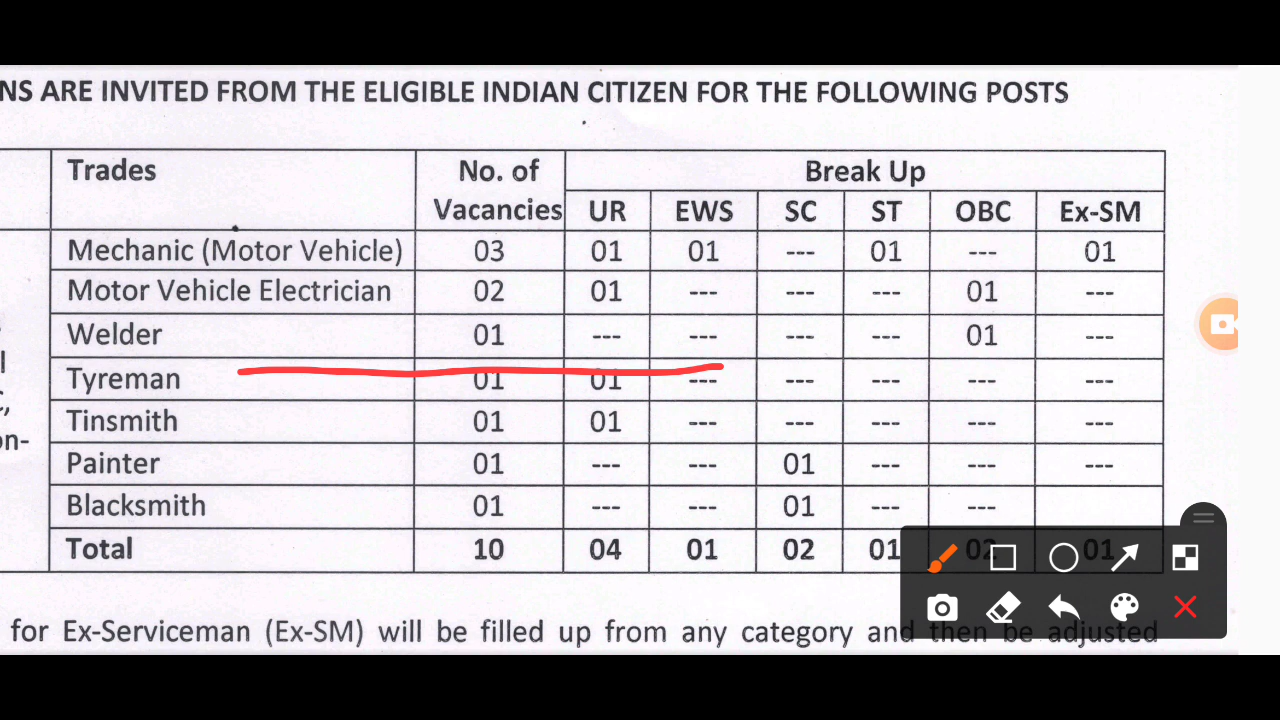 NS ARE INVITED FROM THE ELIGIBLE INDIAN CITIZEN FOR THE FOLLOWING POSTS
Trades No. of Vacancies Break Up
UR EWS SC ST OBC Ex-SM
Mechanic (Motor Vehicle) 03 01 01 --- 01 --- 01
Motor Vehicle Electrician 02 01 --- --- --- 01 ---
Welder 01 --- --- --- --- 01 ---
Tyreman 01 01 --- --- --- --- ---
Tinsmith 01 01 --- --- --- --- ---
Painter 01 --- --- 01 --- --- ---
Blacksmith 01 --- --- 01 --- ---
Total 10 04 01 02 01 02 01
on-
for Ex-Serviceman (Ex-SM) will be filled up from any category and then be adjusted